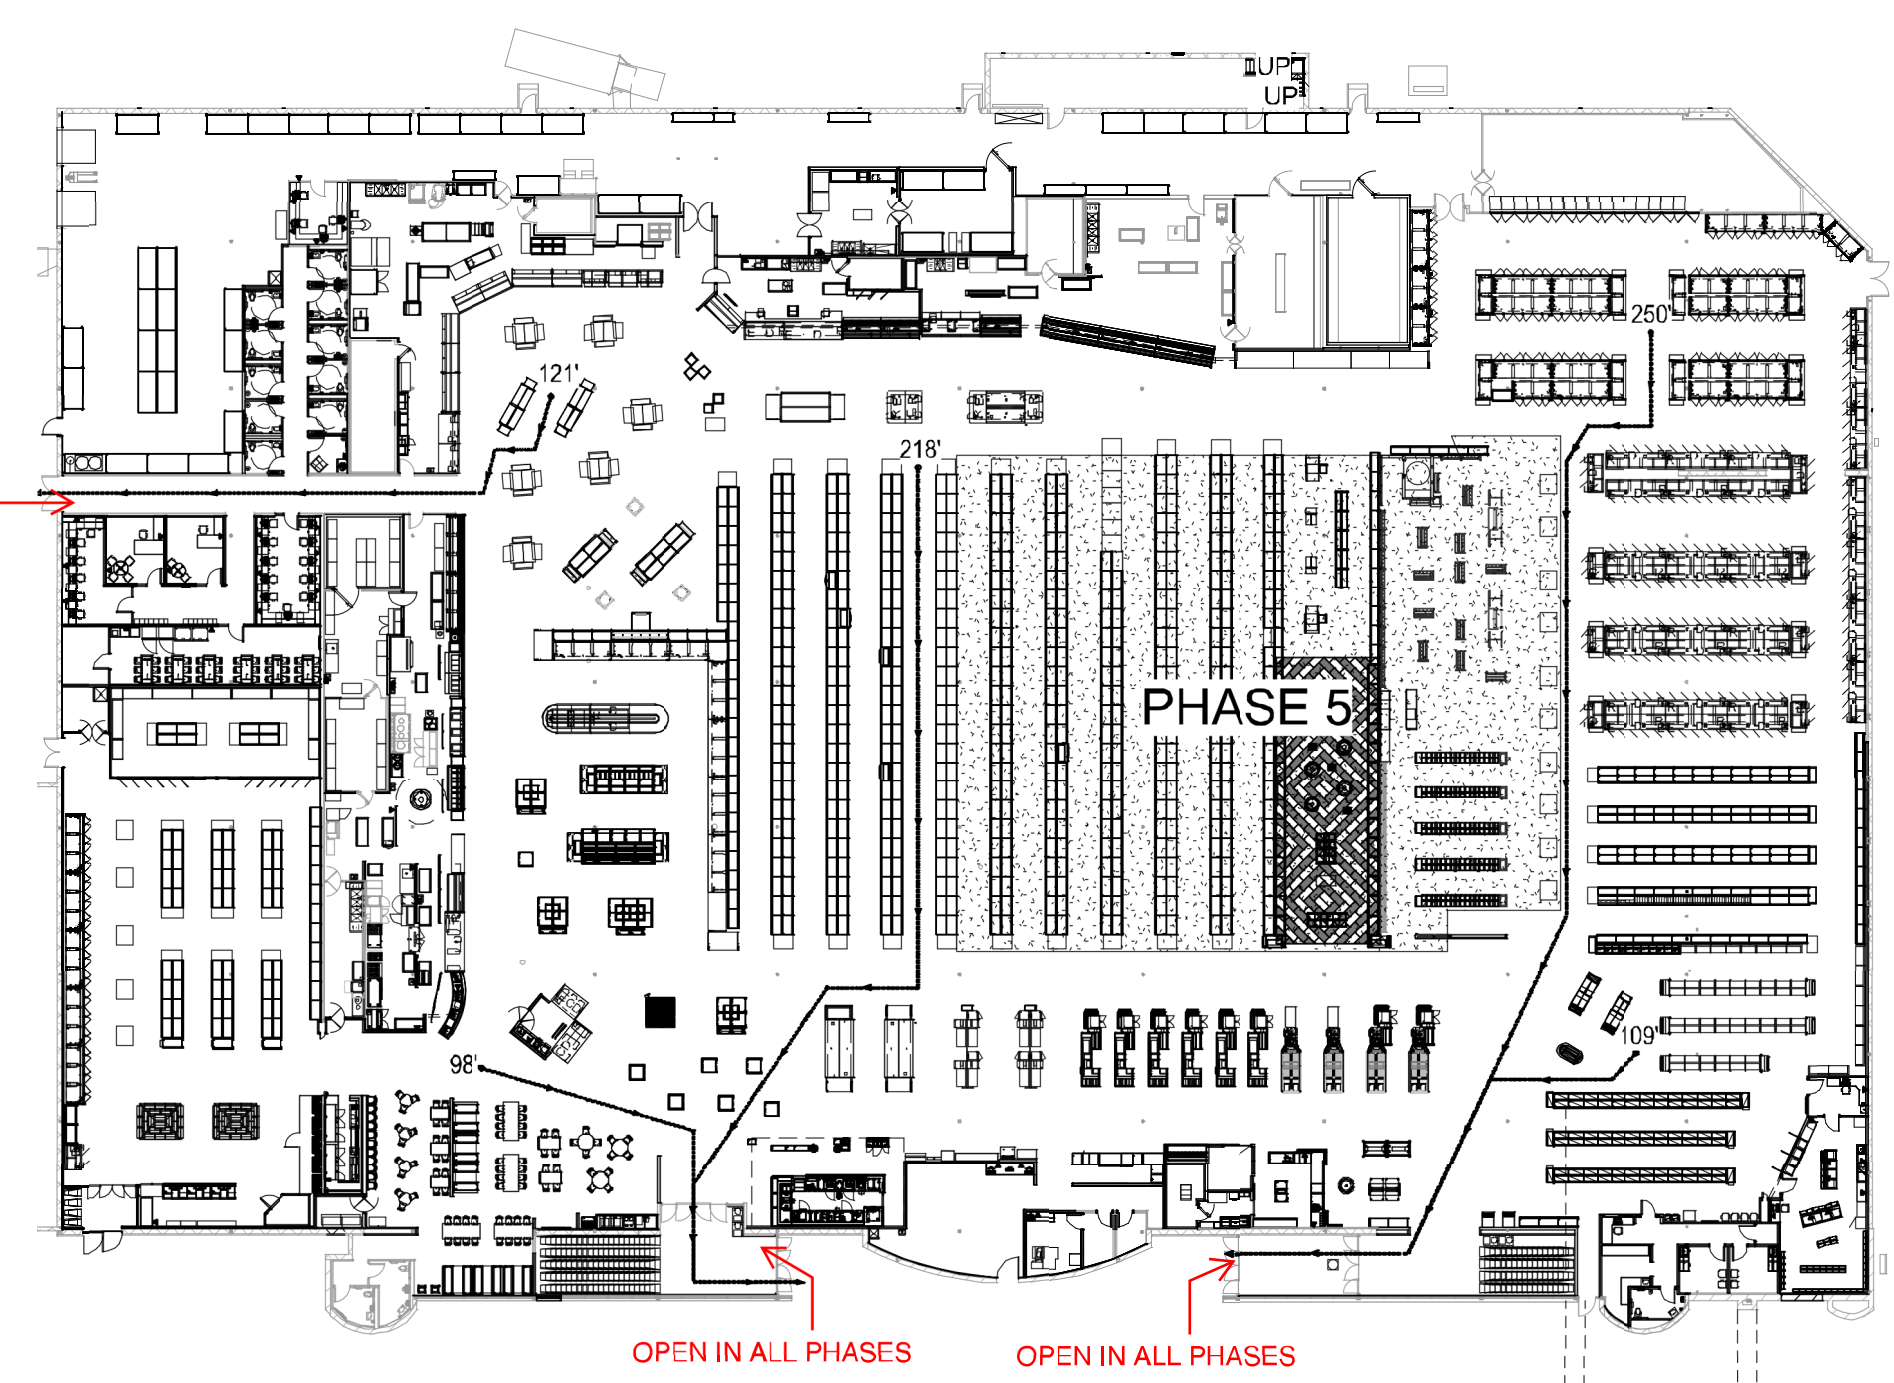 UP
UP
250'
121'
218'
PHASE 5
109'
98'
OPEN IN ALL PHASES
OPEN IN ALL PHASES